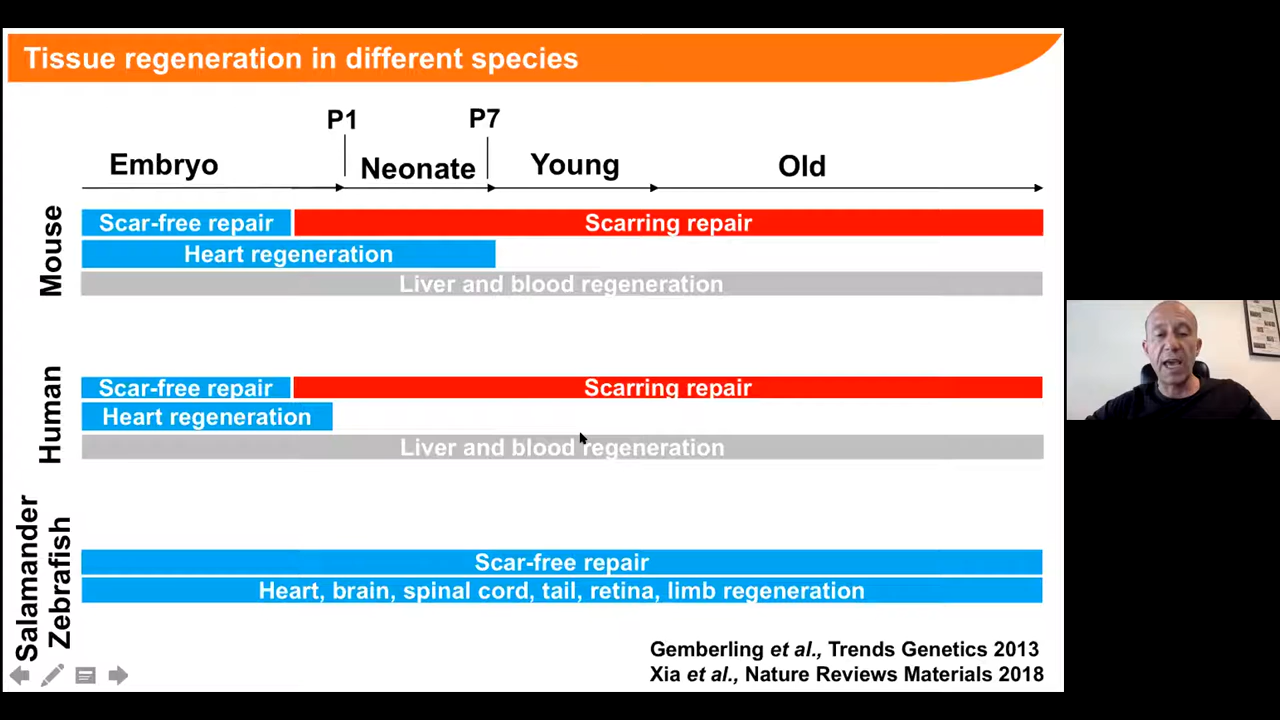 Tissue regeneration in different species
P1
P7
Embryo
Neonate
Young
Old
Mouse
Scar-free repair
Scarring repair
Heart regeneration
Liver and blood regeneration
Human
Scar-free repair
Scarring repair
Heart regeneration
Liver and blood regeneration
Salamander
Zebrafish
Scar-free repair
Heart, brain, spinal cord, tail, retina, limb regeneration
Gemberling et al., Trends Genetics 2013
Xia et al., Nature Reviews Materials 2018